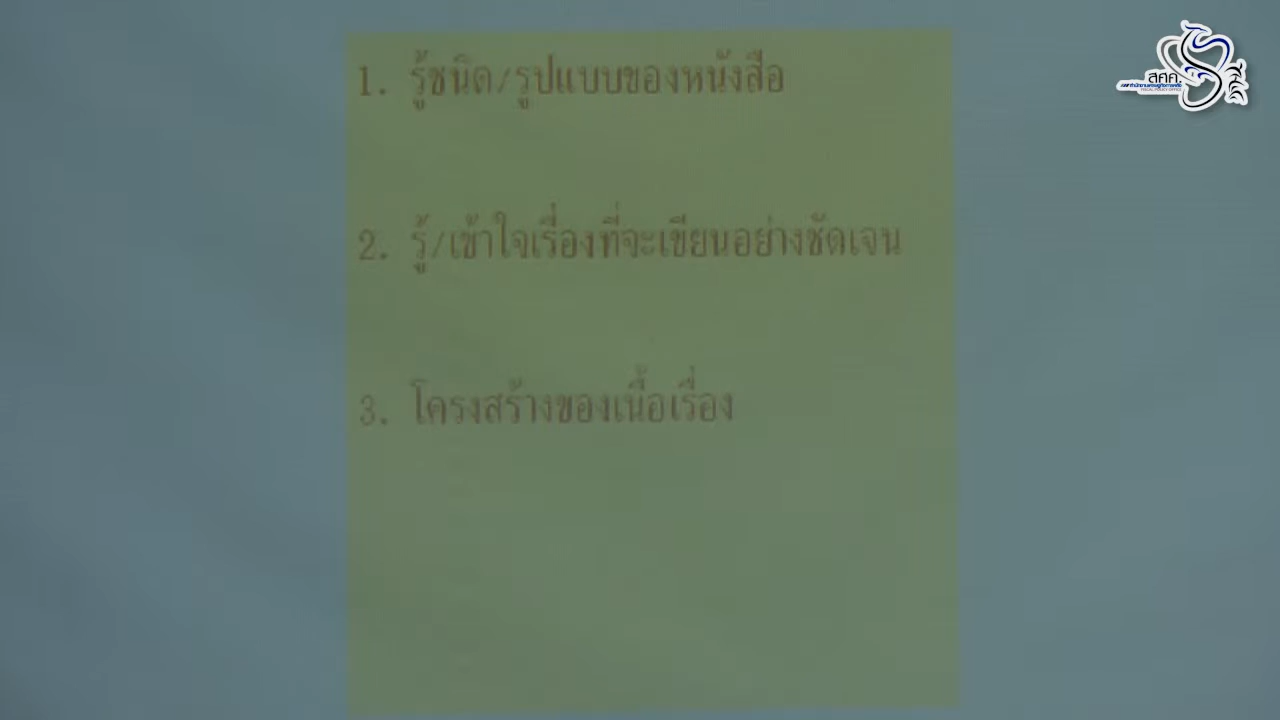 1. รู้ชนิด/รูปแบบของหนังสือ
2. รู้/เข้าใจเรื่องที่จะเขียนอย่างชัดเจน
3. โครงสร้างของเนื้อเรื่อง
สศค.
FISCAL POLICY OFFICE